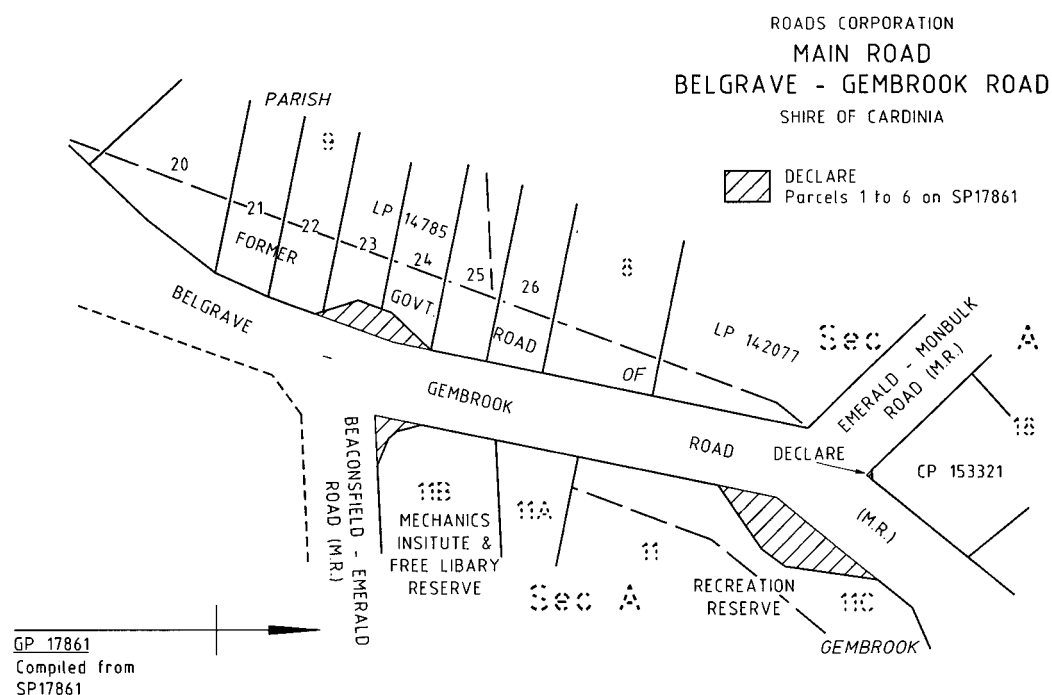 ROADS CORPORATION
MAIN ROAD
BELGRAVE - GEMBROOK ROAD
SHIRE OF CARDINIA
DECLARE
Parcels 1 to 6 on SP17861
PARISH
20
9
21
22
LP 14785
FORMER
23
24
25
26
8
GOVT.
ROAD
OF
LP 142077
Sec A
BELGRAVE
GEMBROOK
ROAD
EMERALD - MONBULK
ROAD (M.R.)
DECLARE
18
CP 153321
(M.R.)
BEACONSFIELD - EMERALD
ROAD (M.R.)
11B
MECHANICS
INSITUTE &
FREE LIBARY
RESERVE
11A
11
Sec A
RECREATION
RESERVE
11C
GEMBROOK
GP 17861
Compiled from
SP17861